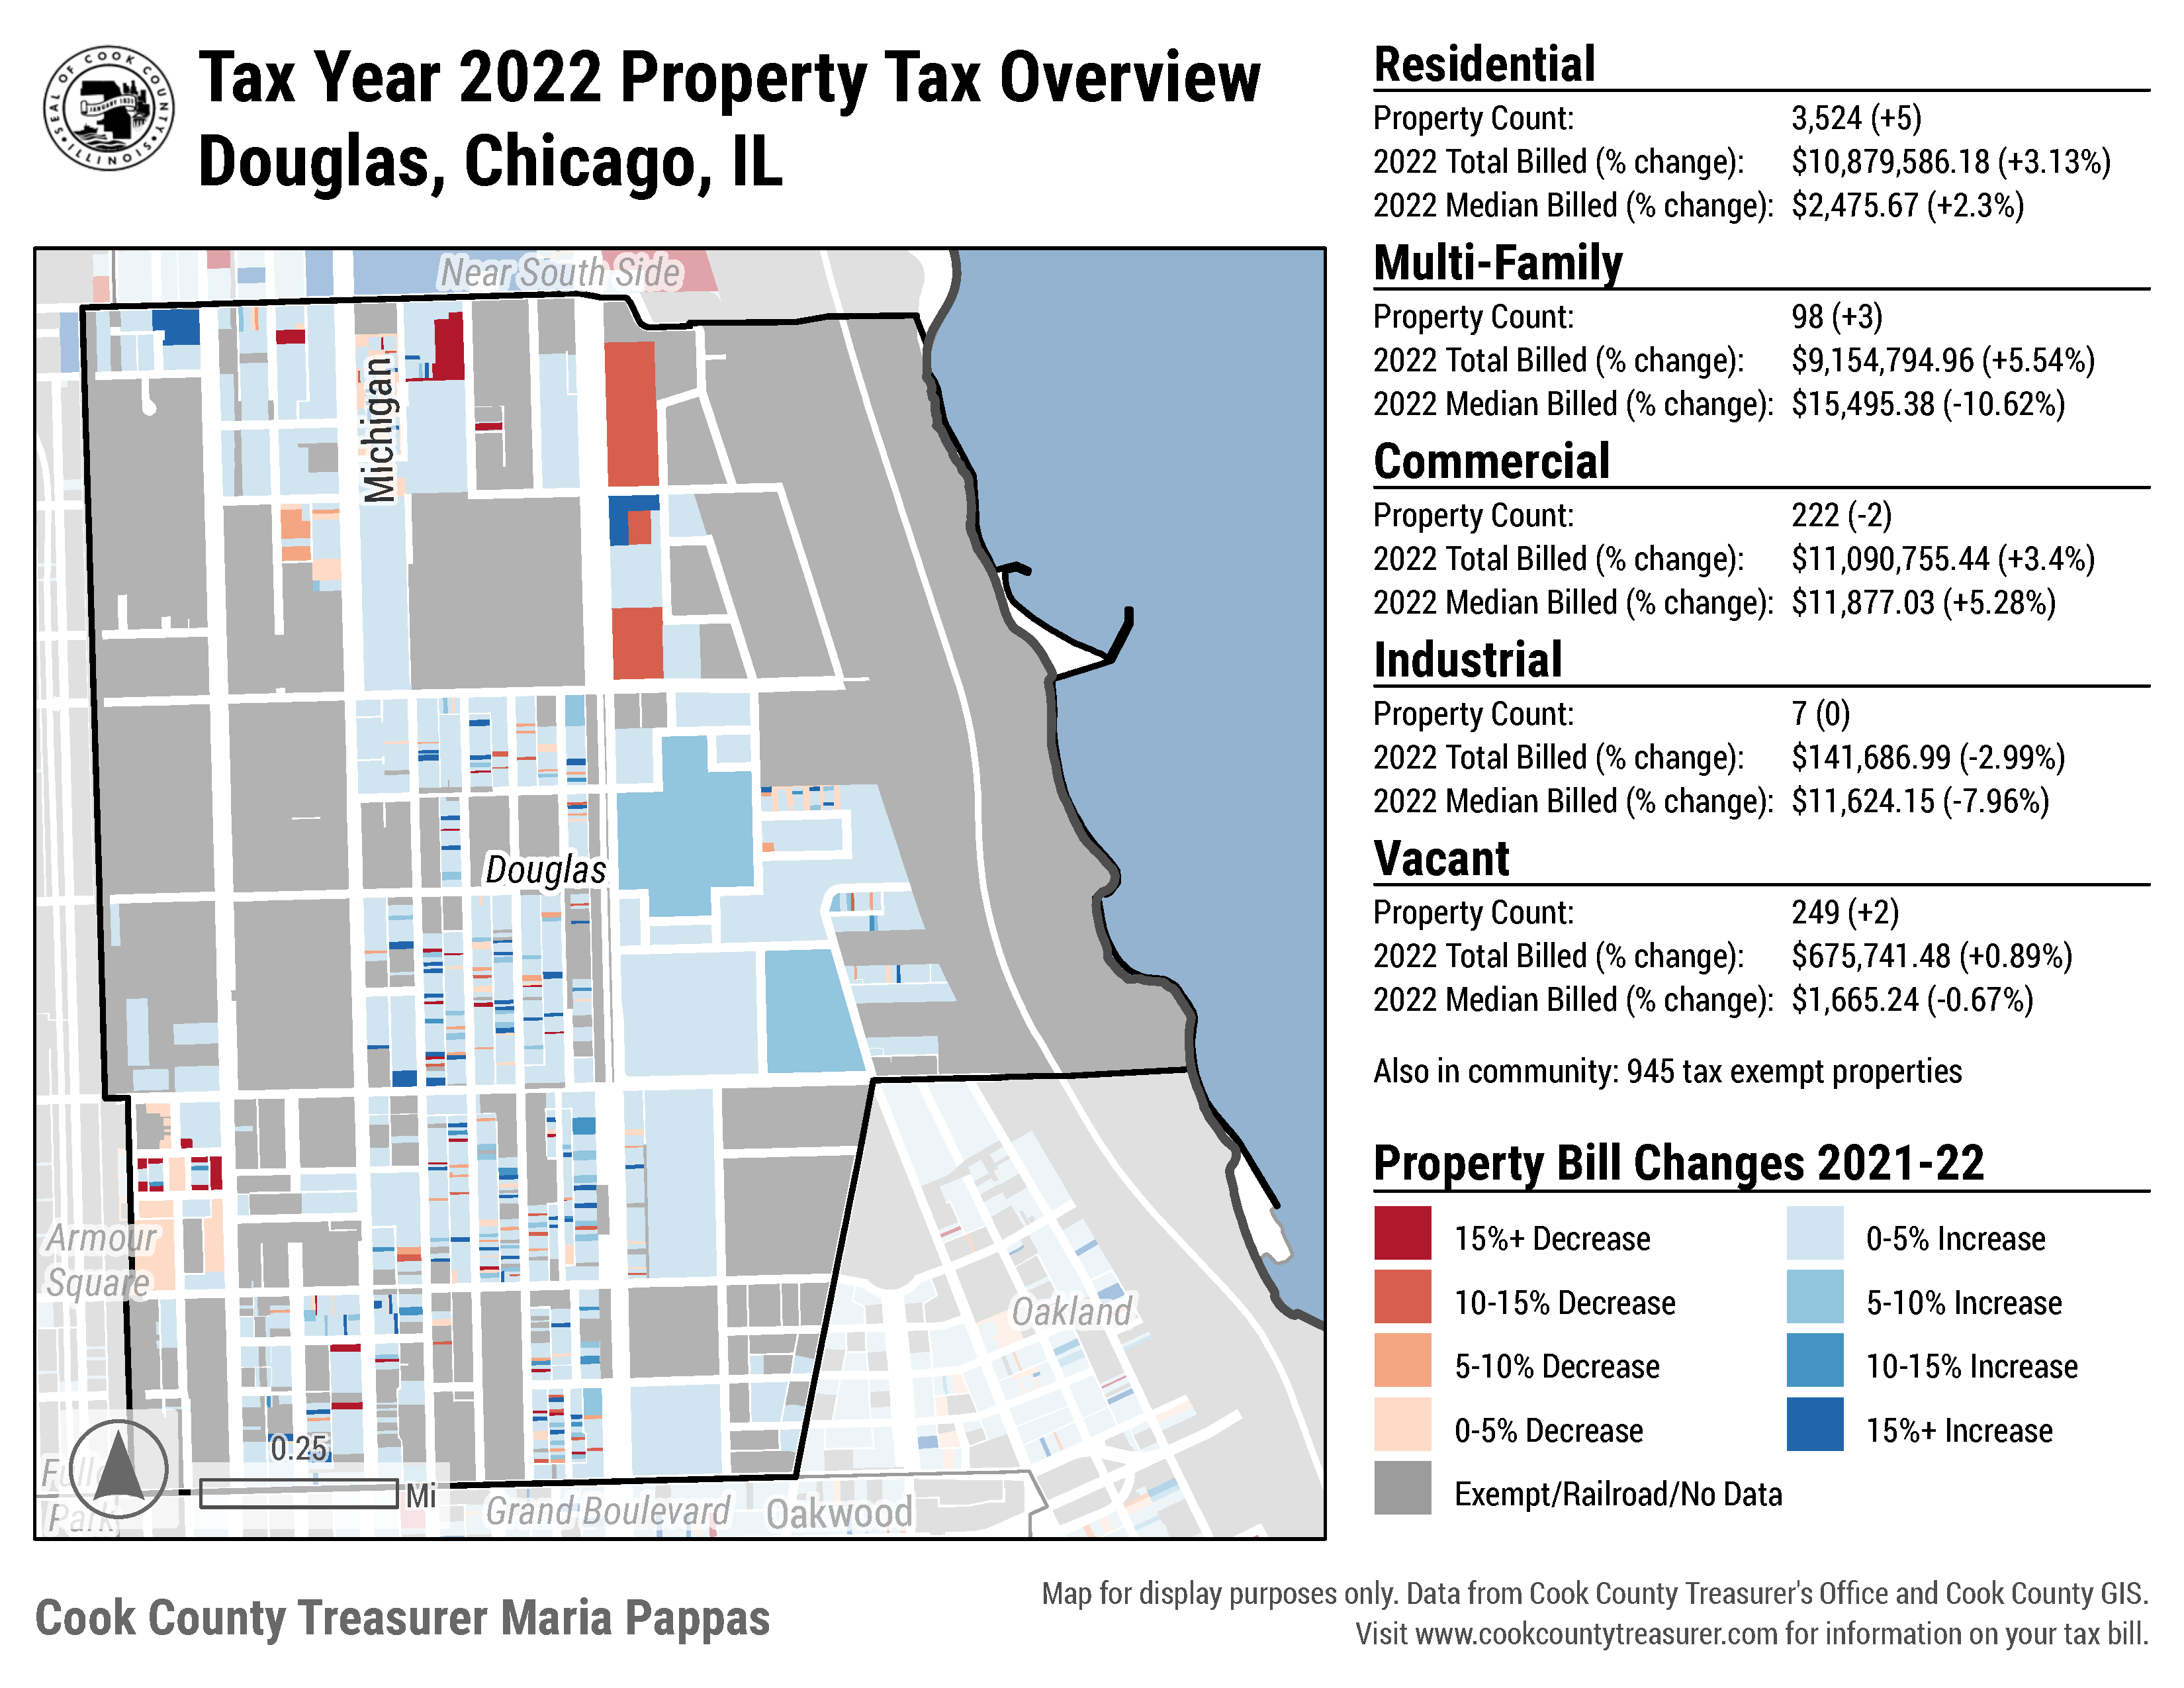 SEAL OF COOK COUNTY
JANUARY 1831
ILLINOIS
Tax Year 2022 Property Tax Overview
Douglas, Chicago, IL
Near South Side
Michigan
Douglas
Armour
Square
Oakland
0.25
Mi
Park
Grand Boulevard
Oakwood
Residential
Property Count: 3,524 (+5)
2022 Total Billed (% change): $10,879,586.18 (+3.13%)
2022 Median Billed (% change): $2,475.67 (+2.3%)
Multi-Family
Property Count: 98 (+3)
2022 Total Billed (% change): $9,154,794.96 (+5.54%)
2022 Median Billed (% change): $15,495.38 (-10.62%)
Commercial
Property Count: 222 (-2)
2022 Total Billed (% change): $11,090,755.44 (+3.4%)
2022 Median Billed (% change): $11,877.03 (+5.28%)
Industrial
Property Count: 7 (0)
2022 Total Billed (% change): $141,686.99 (-2.99%)
2022 Median Billed (% change): $11,624.15 (-7.96%)
Vacant
Property Count: 249 (+2)
2022 Total Billed (% change): $675,741.48 (+0.89%)
2022 Median Billed (% change): $1,665.24 (-0.67%)
Also in community: 945 tax exempt properties
Property Bill Changes 2021-22
15%+ Decrease
10-15% Decrease
5-10% Decrease
0-5% Decrease
Exempt/Railroad/No Data
0-5% Increase
5-10% Increase
10-15% Increase
15%+ Increase
Cook County Treasurer Maria Pappas
Map for display purposes only. Data from Cook County Treasurer's Office and Cook County GIS.
Visit www.cookcountytreasurer.com for information on your tax bill.